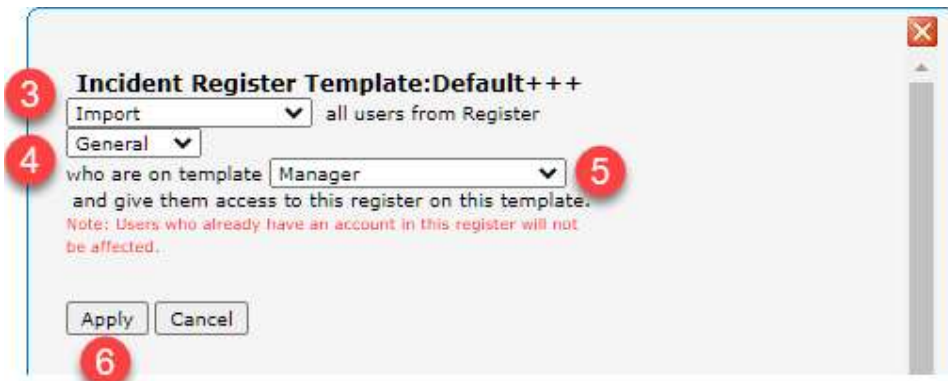 Incident Register Template:Default+++
3 Import all users from Register
4 General
who are on template Manager 5
and give them access to this register on this template.
Note: Users who already have an account in this register will not
be affected.
Apply Cancel
6